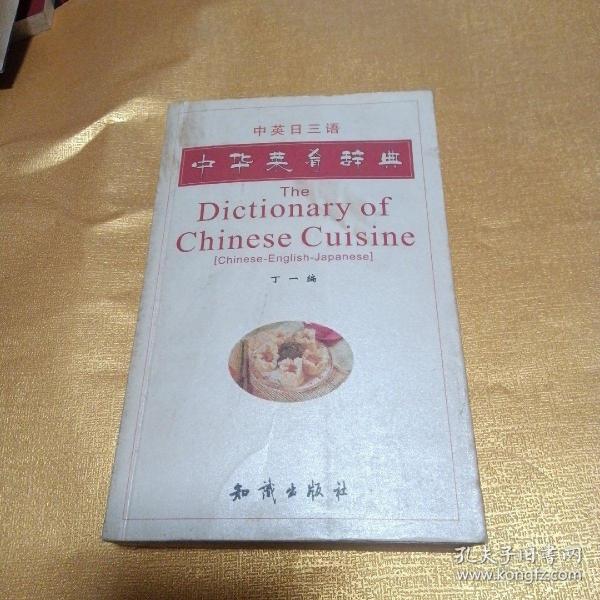 中英日三语
中华菜肴辞典
The
Dictionary of
Chinese Cuisine
[Chinese-English-Japanese]
丁一编
知识出版社
孔夫子旧书网
www.kongfz.com